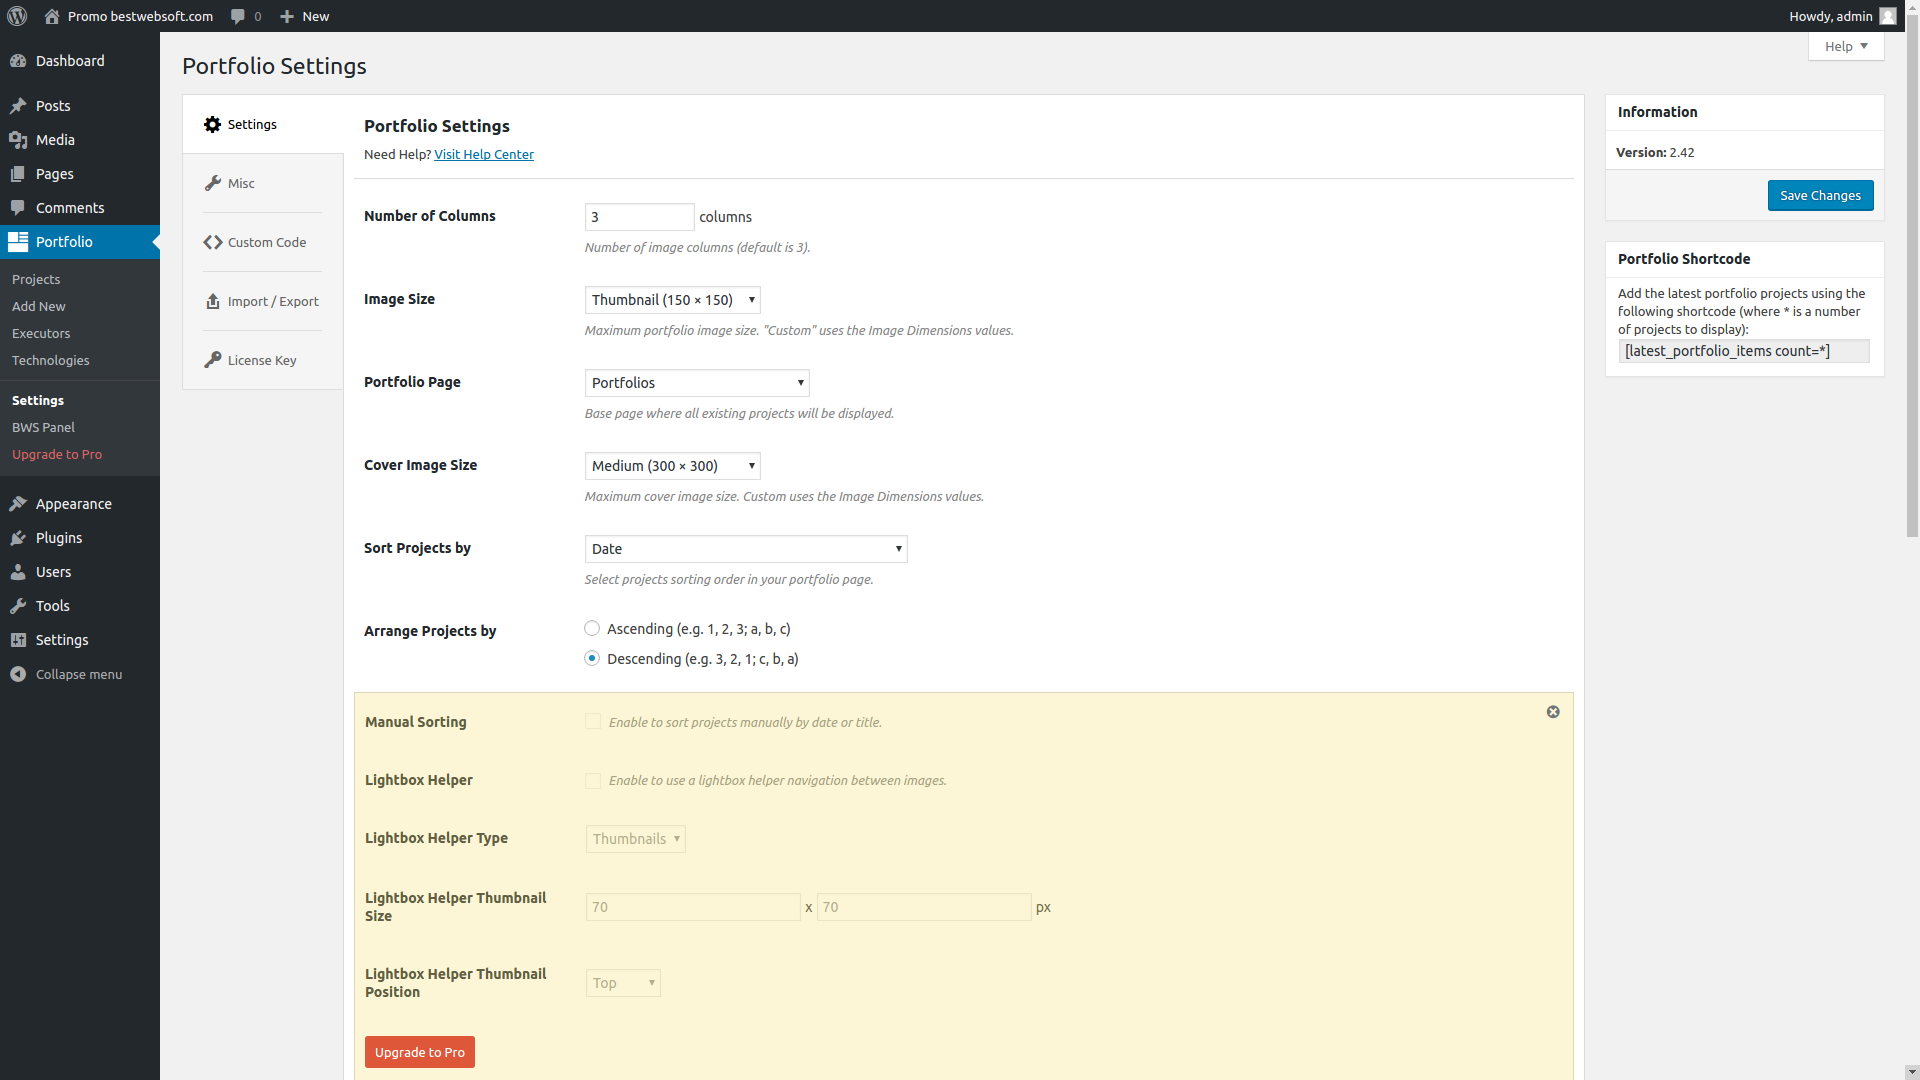 Promo bestwebsoft.com
0
New
Howdy, admin
Help
Dashboard
Posts
Media
Pages
Comments
Portfolio
Projects
Add New
Executors
Technologies
Settings
BWS Panel
Upgrade to Pro
Appearance
Plugins
Users
Tools
Settings
Collapse menu
Portfolio Settings
Settings
Misc
Custom Code
Import / Export
License Key
Portfolio Settings
Need Help? Visit Help Center
Number of Columns
3 columns
Number of image columns (default is 3).
Image Size
Thumbnail (150 × 150)
Maximum portfolio image size. "Custom" uses the Image Dimensions values.
Portfolio Page
Portfolios
Base page where all existing projects will be displayed.
Cover Image Size
Medium (300 × 300)
Maximum cover image size. Custom uses the Image Dimensions values.
Sort Projects by
Date
Select projects sorting order in your portfolio page.
Arrange Projects by
Ascending (e.g. 1, 2, 3; a, b, c)
Descending (e.g. 3, 2, 1; c, b, a)
Manual Sorting
Enable to sort projects manually by date or title.
Lightbox Helper
Enable to use a lightbox helper navigation between images.
Lightbox Helper Type
Thumbnails
Lightbox Helper Thumbnail
Size
70 x 70 px
Lightbox Helper Thumbnail
Position
Top
Upgrade to Pro
Information
Version: 2.42
Save Changes
Portfolio Shortcode
Add the latest portfolio projects using the
following shortcode (where * is a number
of projects to display):
[latest_portfolio_items count=*]